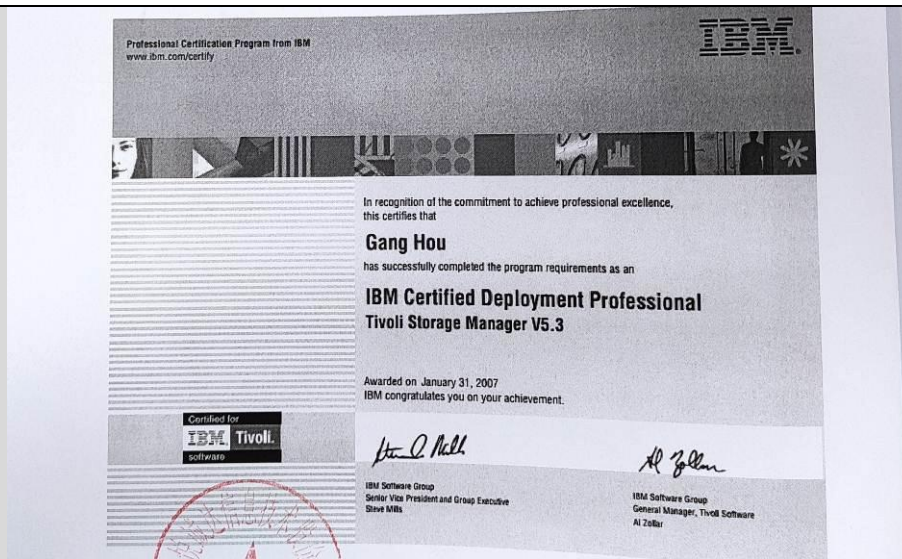 Professional Certification Program from IBM
www.ibm.com/certify
IBM.
In recognition of the commitment to achieve professional excellence,
this certifies that
Gang Hou
has successfully completed the program requirements as an
IBM Certified Deployment Professional
Tivoli Storage Manager V5.3
Awarded on January 31, 2007
IBM congratulates you on your achievement.
Certified for
IBM. Tivoli.
software
IBM Software Group
Senior Vice President and Group Executive
Steve Mills
IBM Software Group
General Manager, Tivoli Software
Al Zollar